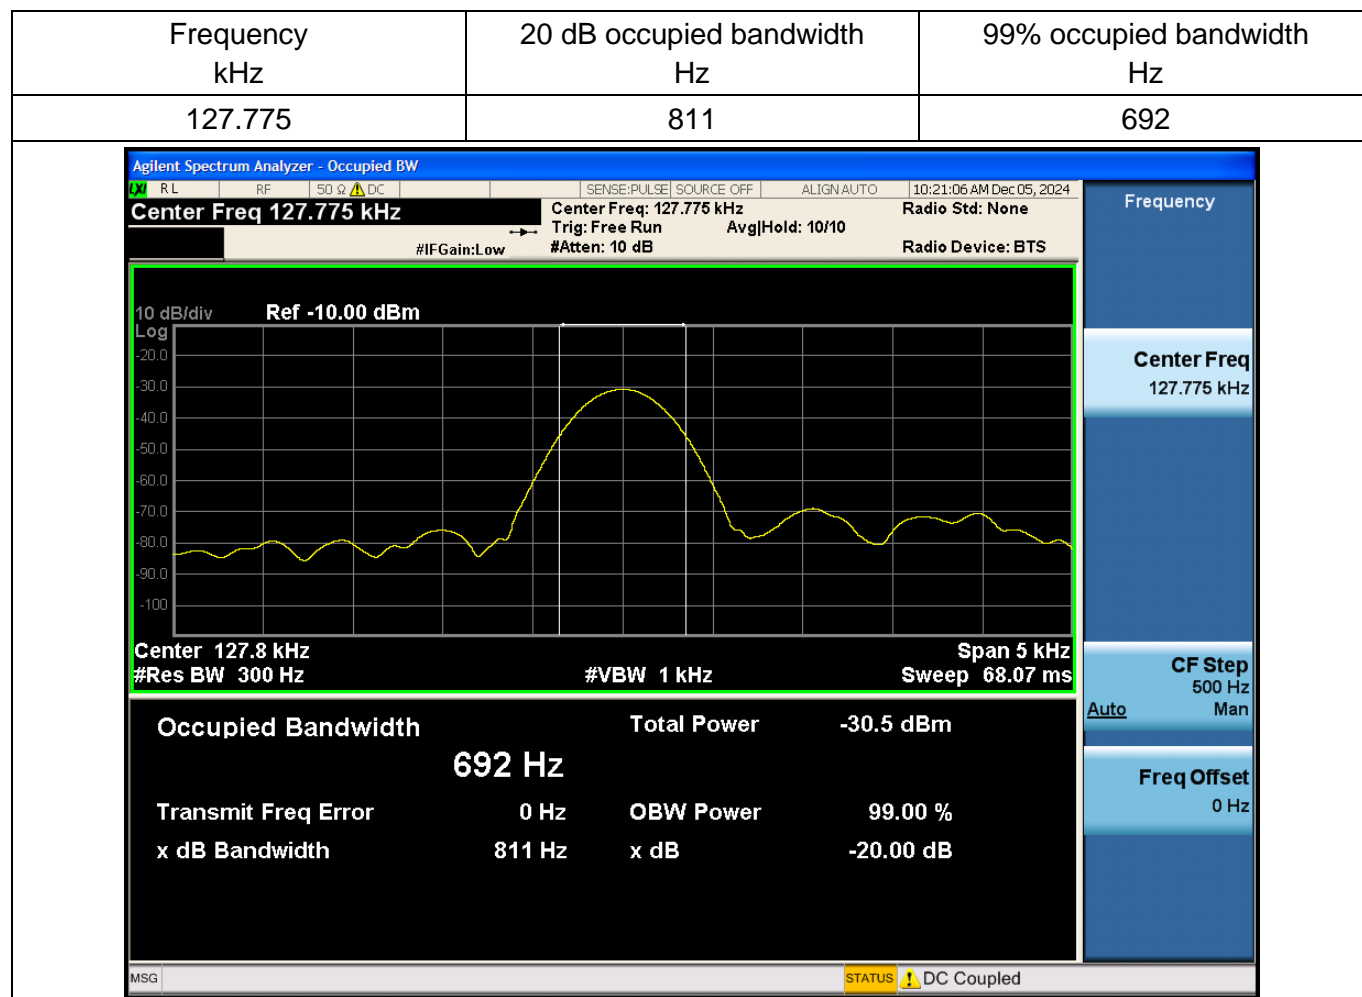 Frequency 20 dB occupied bandwidth 99% occupied bandwidth
kHz Hz Hz
127.775 811 692
Agilent Spectrum Analyzer - Occupied BW
LXI RL RF 50 Ω DC SENSE:PULSE SOURCE OFF ALIGN AUTO 10:21:06 AM Dec 05, 2024
Center Freq 127.775 kHz Center Freq: 127.775 kHz Radio Std: None
Trig: Free Run Avg|Hold: 10/10
#IFGain:Low #Atten: 10 dB Radio Device: BTS
Frequency
10 dB/div Ref -10.00 dBm
Log
-20.0
-30.0
-40.0
-50.0
-60.0
-70.0
-80.0
-90.0
-100
Center 127.8 kHz Span 5 kHz
#Res BW 300 Hz #VBW 1 kHz Sweep 68.07 ms
Occupied Bandwidth Total Power -30.5 dBm
692 Hz
Transmit Freq Error 0 Hz OBW Power 99.00 %
x dB Bandwidth 811 Hz x dB -20.00 dB
Center Freq
127.775 kHz
CF Step
500 Hz
Auto Man
Freq Offset
0 Hz
MSG STATUS DC Coupled